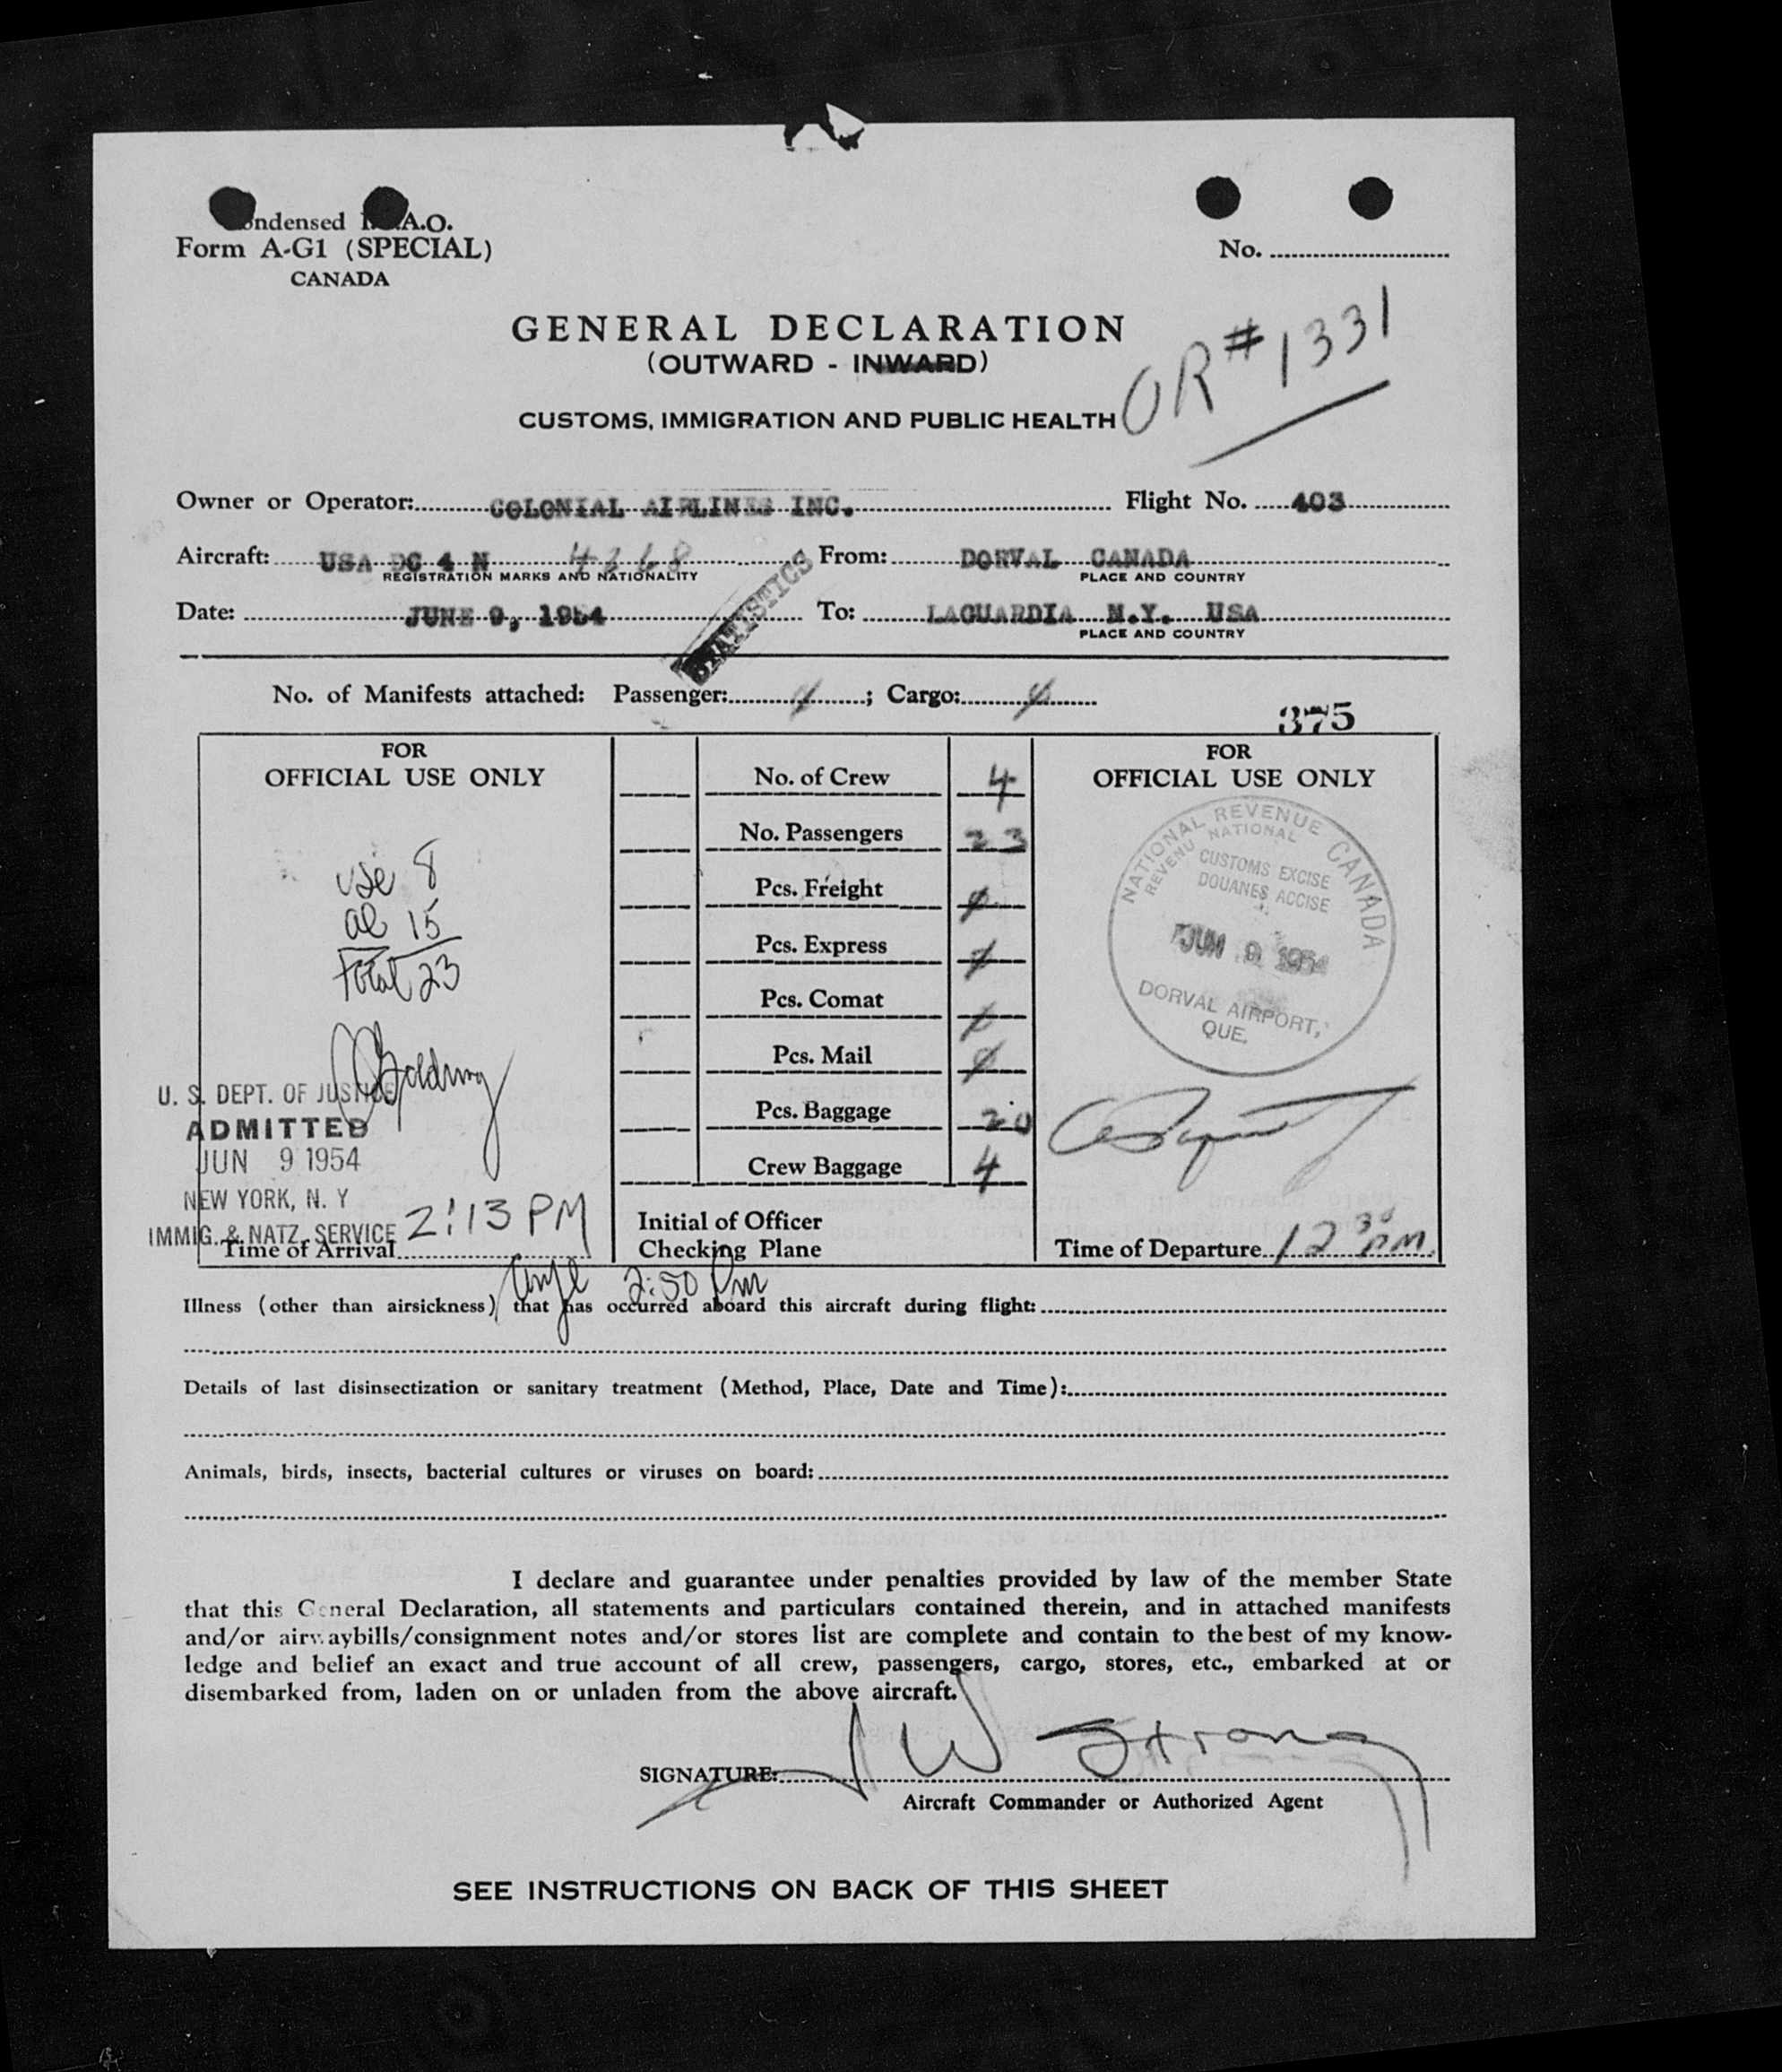 ndensed I A.O.
Form A-G1 (SPECIAL)
CANADA
No.
GENERAL DECLARATION
(OUTWARD - INWARD)
OR # 1331
CUSTOMS, IMMIGRATION AND PUBLIC HEALTH
Owner or Operator: COLONIAL AIRLINES INC. Flight No. 403
Aircraft: USA DC 4 N 4268 From: DORVAL CANADA
REGISTRATION MARKS AND NATIONALITY PLACE AND COUNTRY
STATISTICS
Date: JUNE 9, 1954 To: LAGUARDIA N.Y. USA
PLACE AND COUNTRY
No. of Manifests attached: Passenger: 1; Cargo: ∅
375
FOR
OFFICIAL USE ONLY
use 8
al 15
Total 23
Golding
U. S. DEPT. OF JUSTICE
ADMITTED
JUN 9 1954
NEW YORK, N. Y
IMMIG. & NATZ. SERVICE
Time of Arrival 2:13 PM
No. of Crew 4
No. Passengers 23
Pcs. Freight ∅
Pcs. Express ∅
Pcs. Comat ∅
Pcs. Mail ∅
Pcs. Baggage 20
Crew Baggage 4
Initial of Officer
Checking Plane
FOR
OFFICIAL USE ONLY
NATIONAL REVENUE CANADA
REVENU NATIONAL
CUSTOMS EXCISE
DOUANES ACCISE
JUN 9 1954
DORVAL AIRPORT,
QUE.
Time of Departure 12 30 PM.
2:50 Pm
Illness (other than airsickness) that has occurred aboard this aircraft during flight:
Details of last disinsectization or sanitary treatment (Method, Place, Date and Time):
Animals, birds, insects, bacterial cultures or viruses on board:
I declare and guarantee under penalties provided by law of the member State
that this General Declaration, all statements and particulars contained therein, and in attached manifests
and/or airwaybills/consignment notes and/or stores list are complete and contain to the best of my know-
ledge and belief an exact and true account of all crew, passengers, cargo, stores, etc., embarked at or
disembarked from, laden on or unladen from the above aircraft.
SIGNATURE: J W Strong
Aircraft Commander or Authorized Agent
SEE INSTRUCTIONS ON BACK OF THIS SHEET